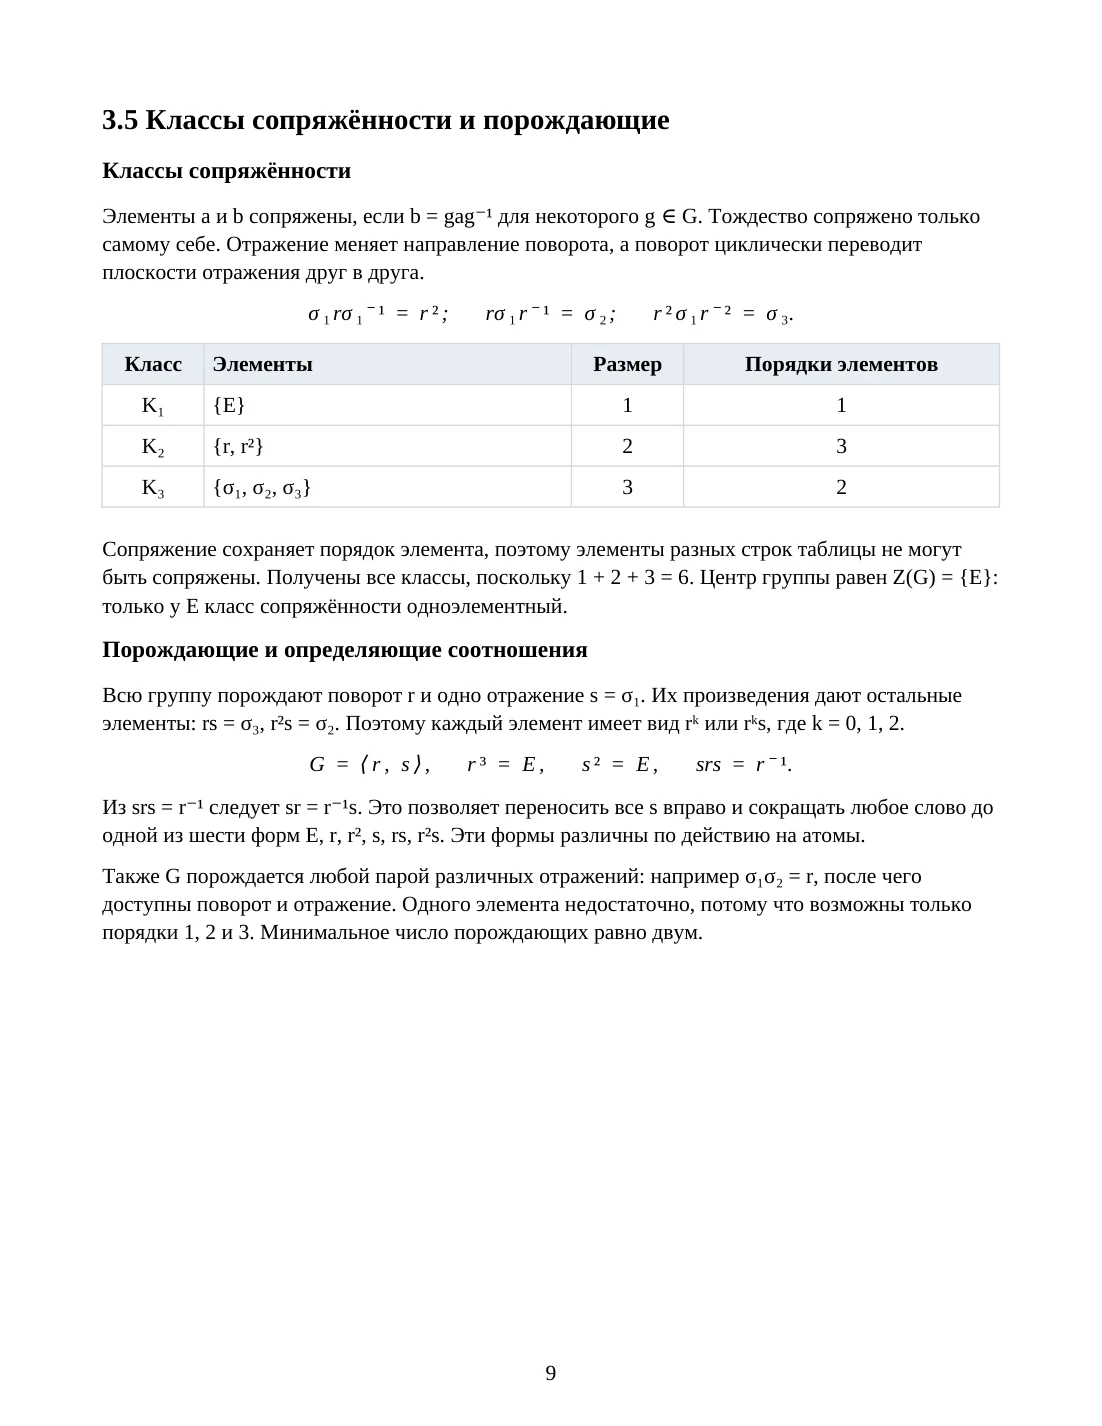 3.5 Классы сопряжённости и порождающие
Классы сопряжённости
Элементы a и b сопряжены, если b = gag⁻¹ для некоторого g ∈ G. Тождество сопряжено только
самому себе. Отражение меняет направление поворота, а поворот циклически переводит
плоскости отражения друг в друга.
σ₁rσ₁⁻¹ = r²; rσ₁r⁻¹ = σ₂; r²σ₁r⁻² = σ₃.
Класс Элементы Размер Порядки элементов
K₁ {E} 1 1
K₂ {r, r²} 2 3
K₃ {σ₁, σ₂, σ₃} 3 2
Сопряжение сохраняет порядок элемента, поэтому элементы разных строк таблицы не могут
быть сопряжены. Получены все классы, поскольку 1 + 2 + 3 = 6. Центр группы равен Z(G) = {E}:
только у E класс сопряжённости одноэлементный.
Порождающие и определяющие соотношения
Всю группу порождают поворот r и одно отражение s = σ₁. Их произведения дают остальные
элементы: rs = σ₃, r²s = σ₂. Поэтому каждый элемент имеет вид rᵏ или rᵏs, где k = 0, 1, 2.
G = ⟨r, s⟩, r³ = E, s² = E, srs = r⁻¹.
Из srs = r⁻¹ следует sr = r⁻¹s. Это позволяет переносить все s вправо и сокращать любое слово до
одной из шести форм E, r, r², s, rs, r²s. Эти формы различны по действию на атомы.
Также G порождается любой парой различных отражений: например σ₁σ₂ = r, после чего
доступны поворот и отражение. Одного элемента недостаточно, потому что возможны только
порядки 1, 2 и 3. Минимальное число порождающих равно двум.
9